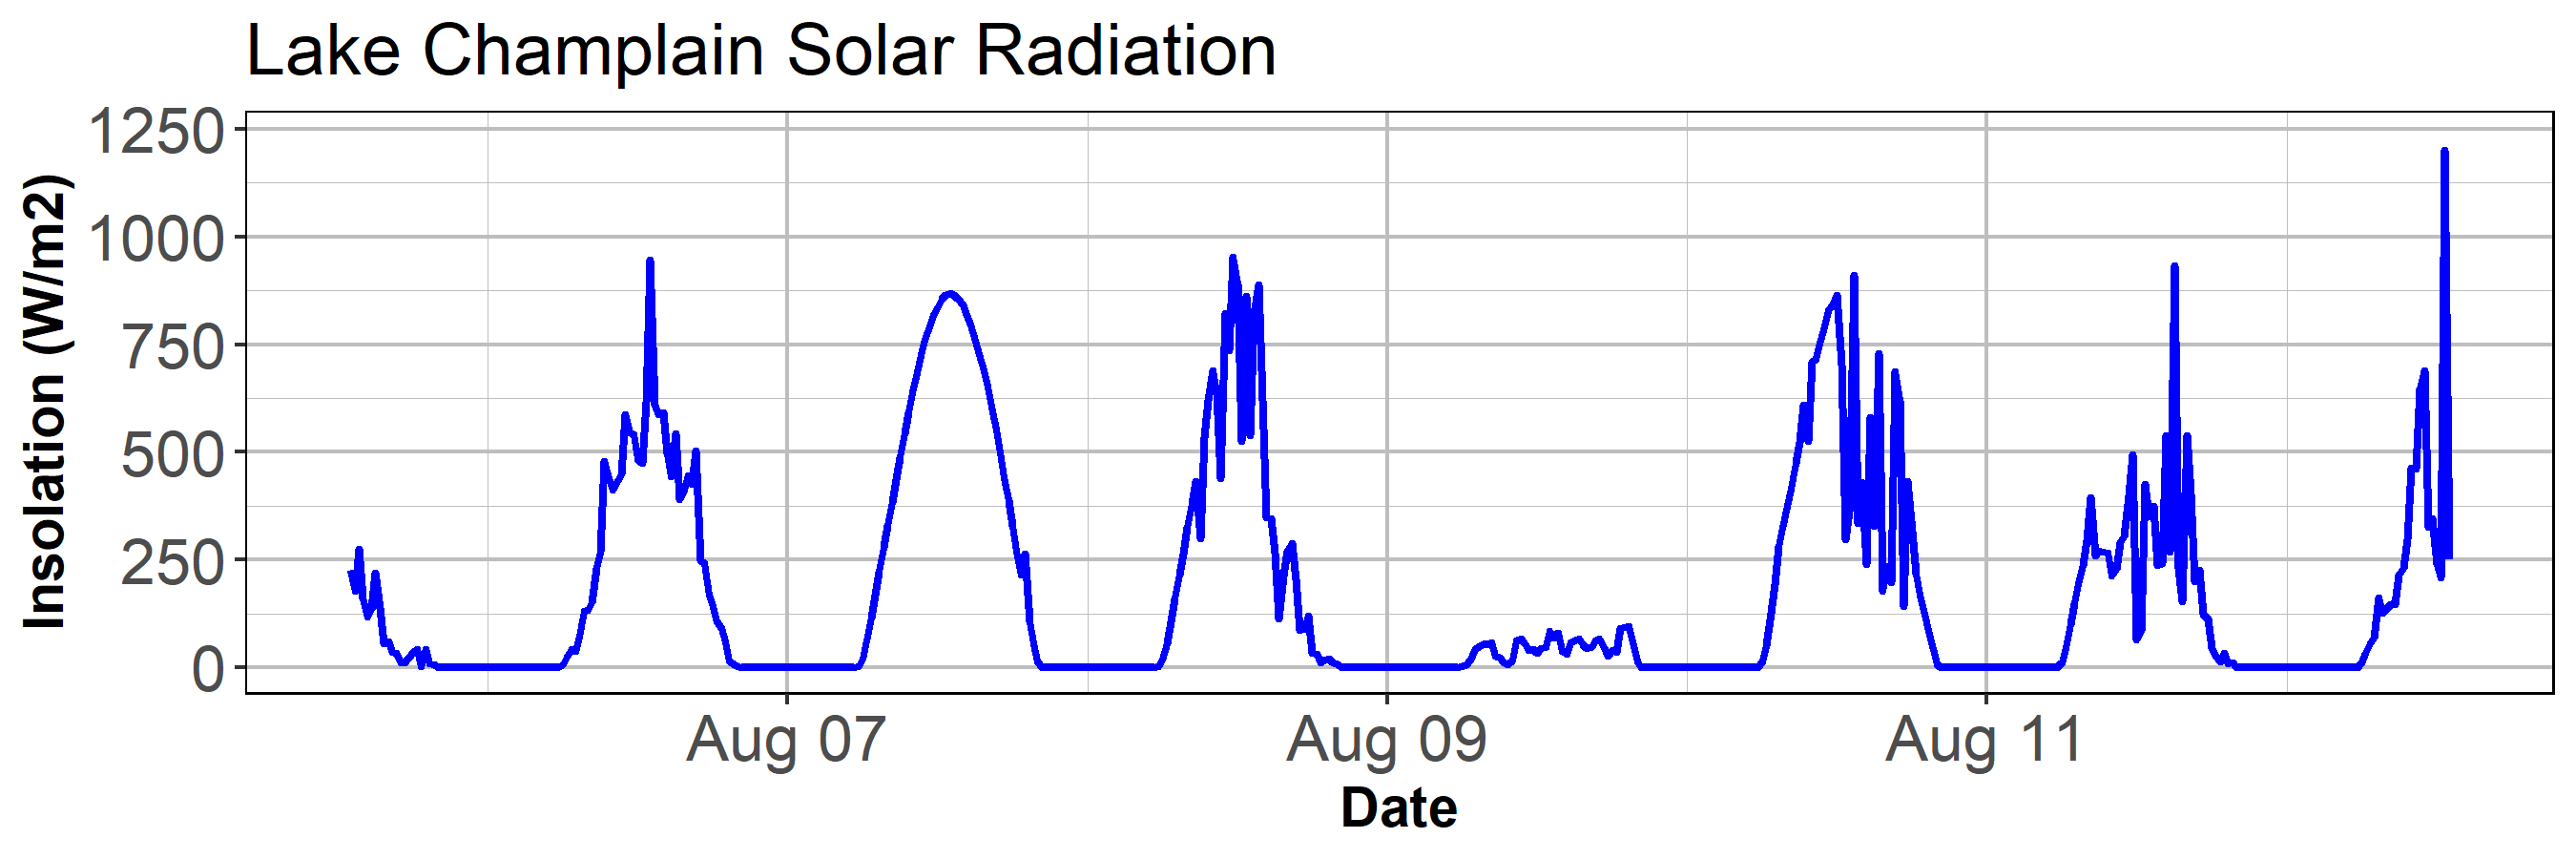 Lake Champlain Solar Radiation
Insolation (W/m2)
1250
1000
750
500
250
0
Aug 07 Aug 09 Aug 11
Date